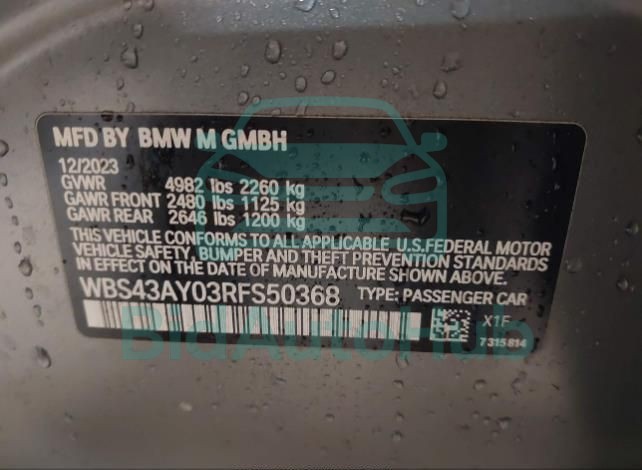 MFD BY BMW M GMBH
12/2023
GVWR 4982 lbs 2260 kg
GAWR FRONT 2480 lbs 1125 kg
GAWR REAR 2646 lbs 1200 kg
THIS VEHICLE CONFORMS TO ALL APPLICABLE U.S.FEDERAL MOTOR
VEHICLE SAFETY, BUMPER AND THEFT PREVENTION STANDARDS
IN EFFECT ON THE DATE OF MANUFACTURE SHOWN ABOVE.
WBS43AY03RFS50368 TYPE: PASSENGER CAR
X1F
7315814
BidAutoHub